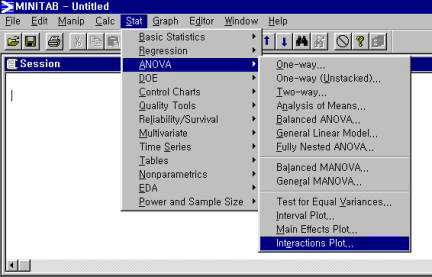 MINITAB - Untitled
File Edit Manip Calc Stat Graph Editor Window Help
Session
Basic Statistics
Regression
ANOVA
DOE
Control Charts
Quality Tools
Reliability/Survival
Multivariate
Time Series
Tables
Nonparametrics
EDA
Power and Sample Size
One-way...
One-way (Unstacked)...
Two-way...
Analysis of Means...
Balanced ANOVA...
General Linear Model...
Fully Nested ANOVA...
Balanced MANOVA...
General MANOVA...
Test for Equal Variances...
Interval Plot...
Main Effects Plot...
Interactions Plot...